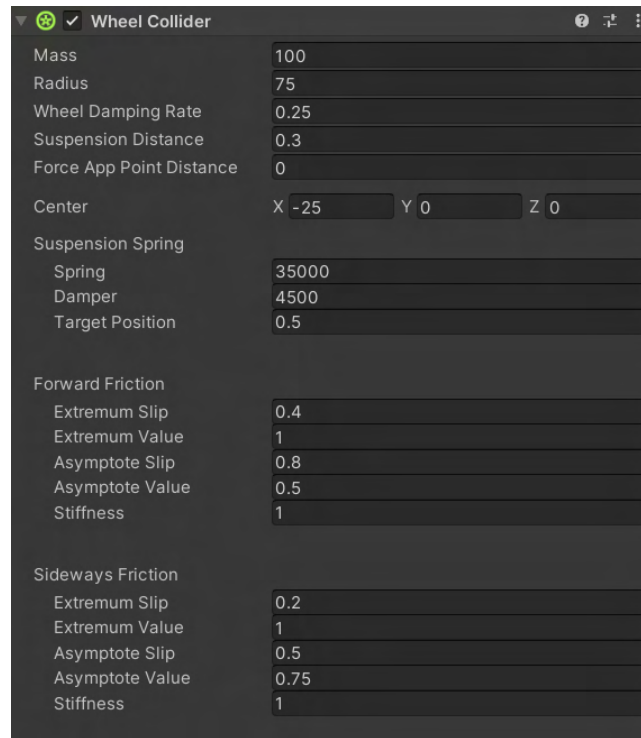 Wheel Collider
Mass 100
Radius 75
Wheel Damping Rate 0.25
Suspension Distance 0.3
Force App Point Distance 0
Center X -25 Y 0 Z 0
Suspension Spring
Spring 35000
Damper 4500
Target Position 0.5
Forward Friction
Extremum Slip 0.4
Extremum Value 1
Asymptote Slip 0.8
Asymptote Value 0.5
Stiffness 1
Sideways Friction
Extremum Slip 0.2
Extremum Value 1
Asymptote Slip 0.5
Asymptote Value 0.75
Stiffness 1